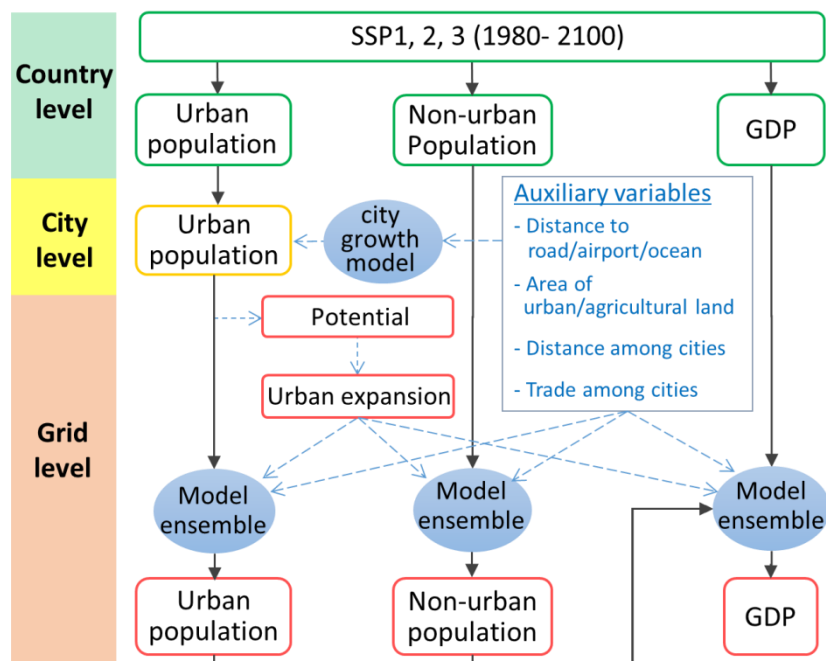 SSP1, 2, 3 (1980- 2100)
Country
level
Urban
population
Non-urban
Population
GDP
City
level
Urban
population
city
growth
model
Auxiliary variables
- Distance to
road/airport/ocean
- Area of
urban/agricultural land
- Distance among cities
- Trade among cities
Grid
level
Potential
Urban expansion
Model
ensemble
Model
ensemble
Model
ensemble
Urban
population
Non-urban
population
GDP